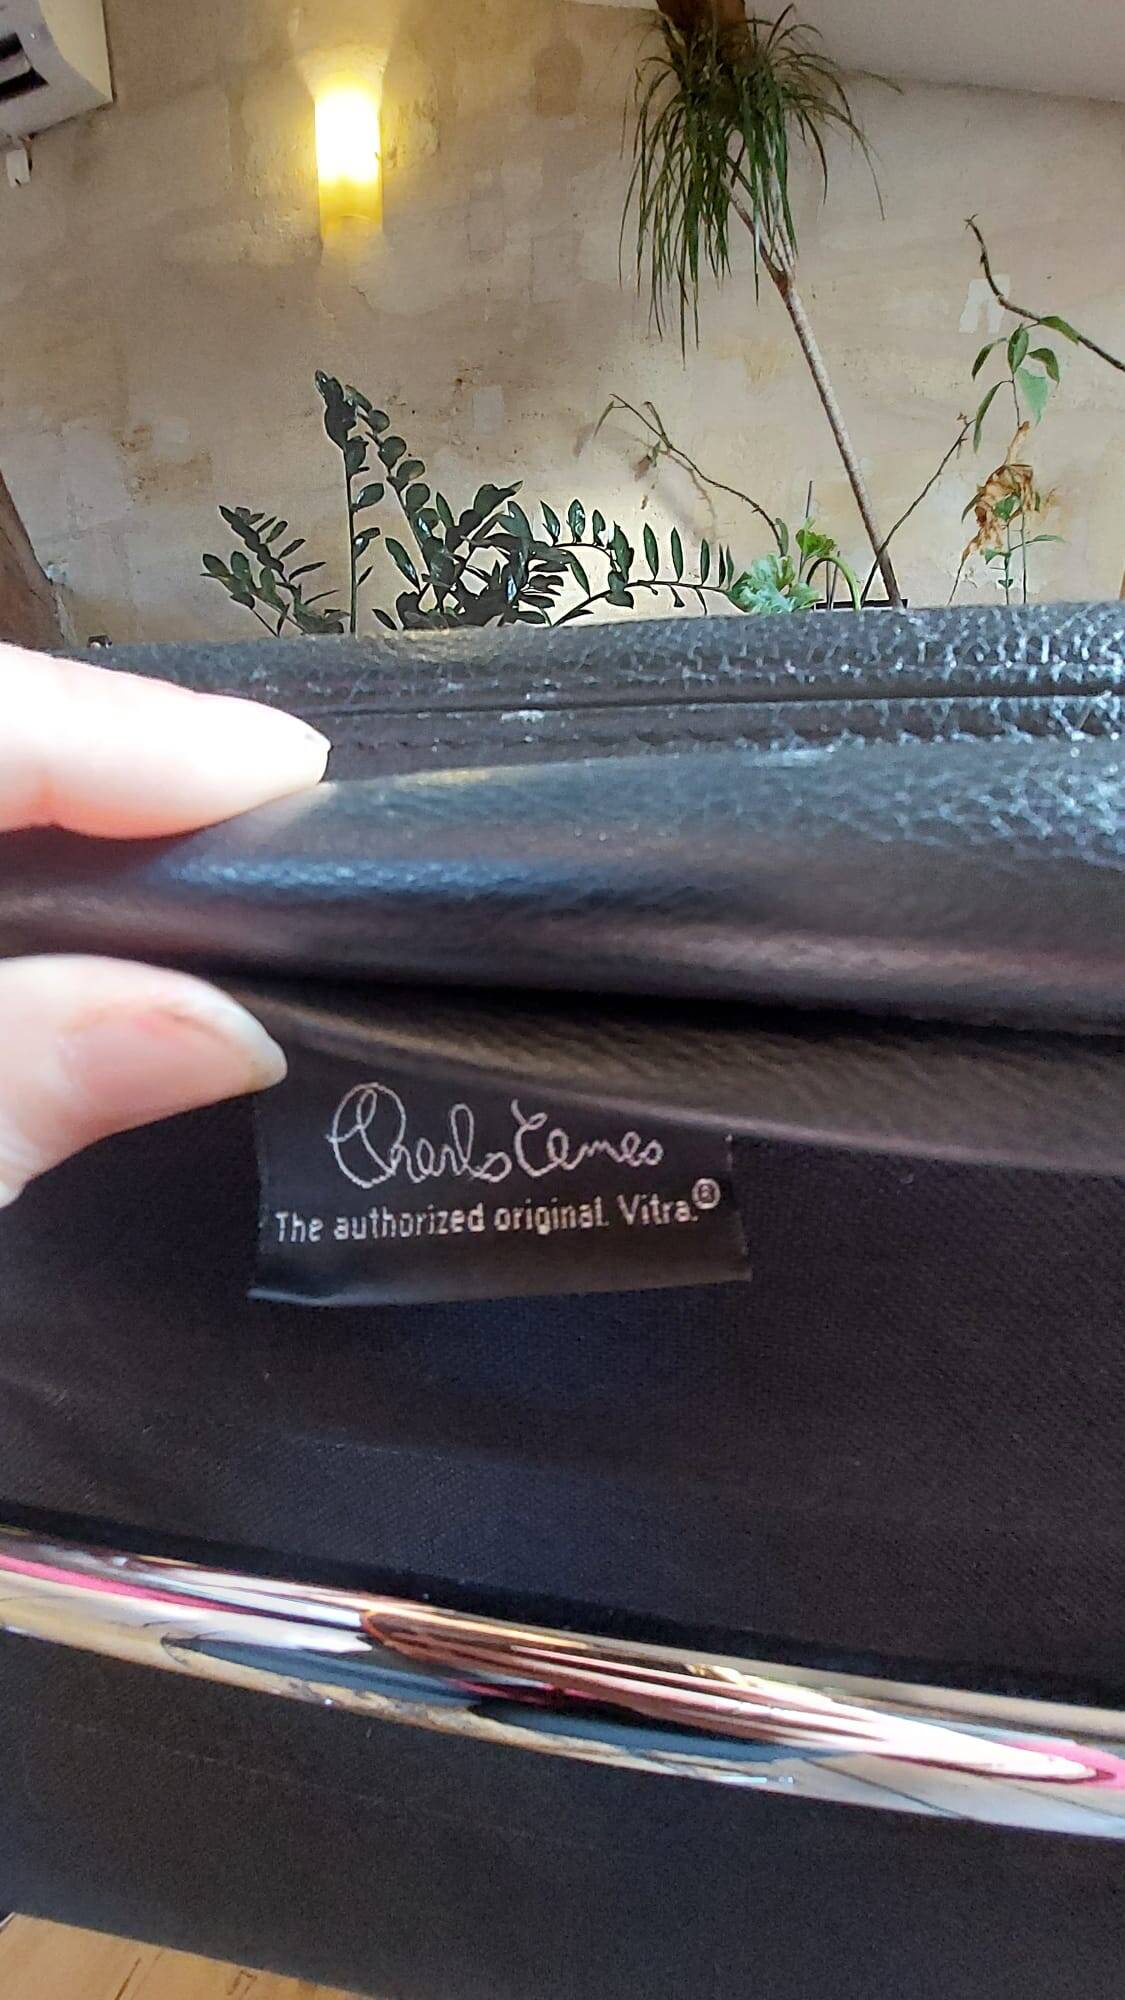 Charles Eames
The authorized original. Vitra.®